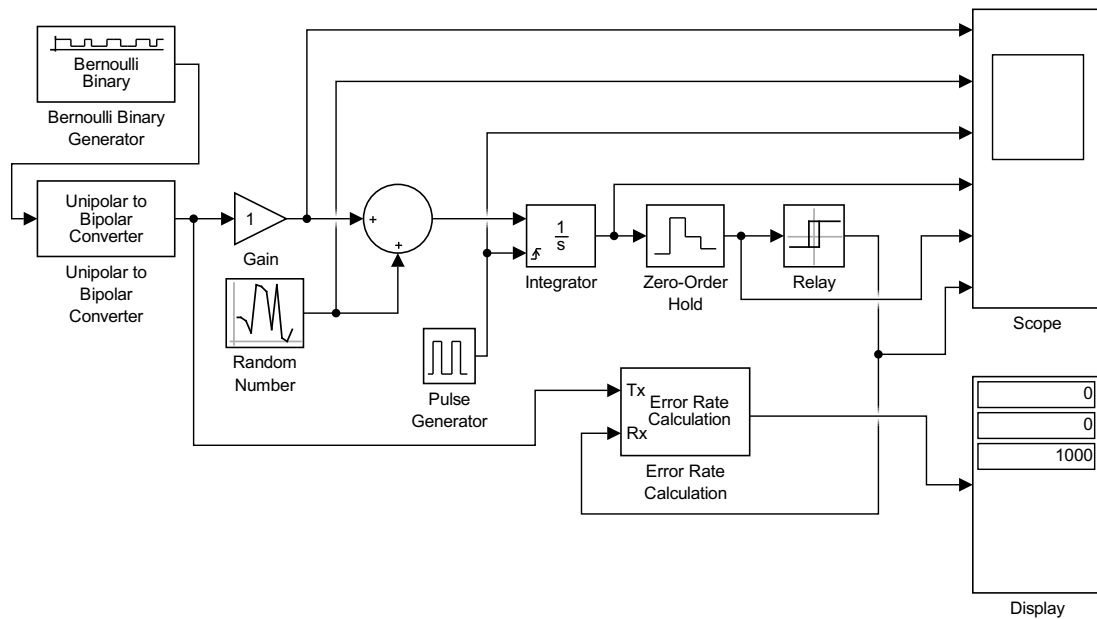 Bernoulli
Binary
Bernoulli Binary
Generator
Unipolar to
Bipolar
Converter
Unipolar to
Bipolar
Converter
1
Gain
Random
Number
+
+
Pulse
Generator
1
s
Integrator
Zero-Order
Hold
Relay
Scope
Tx
Rx
Error Rate
Calculation
Error Rate
Calculation
0
0
1000
Display